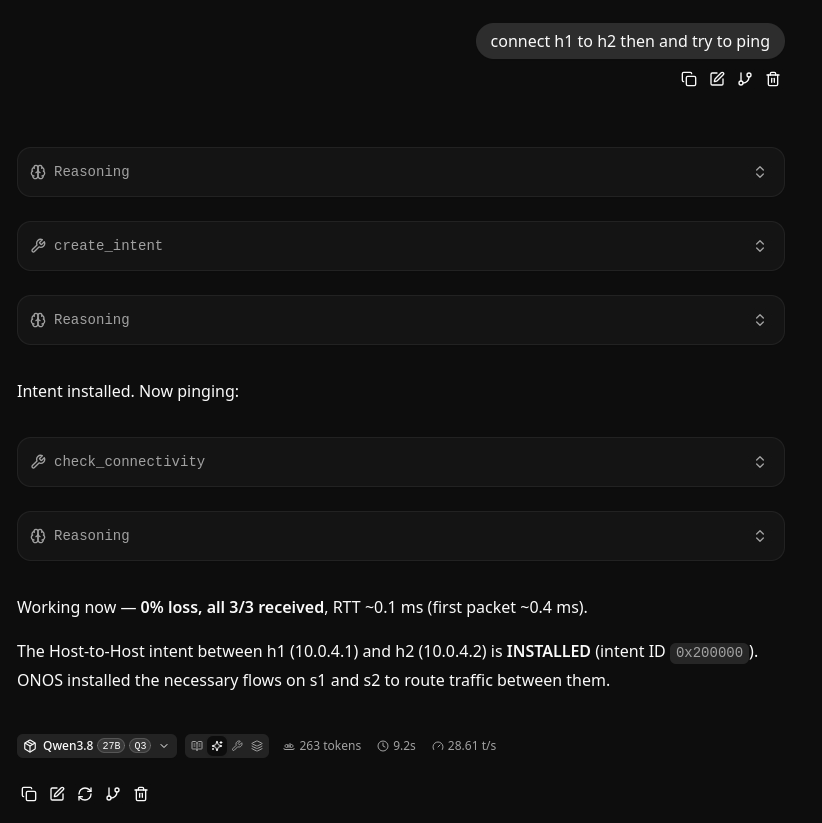 connect h1 to h2 then and try to ping
Reasoning
create_intent
Reasoning
Intent installed. Now pinging:
check_connectivity
Reasoning
Working now — 0% loss, all 3/3 received, RTT ~0.1 ms (first packet ~0.4 ms).
The Host-to-Host intent between h1 (10.0.4.1) and h2 (10.0.4.2) is INSTALLED (intent ID 0x200000).
ONOS installed the necessary flows on s1 and s2 to route traffic between them.
Qwen3.8 27B Q3 263 tokens 9.2s 28.61 t/s